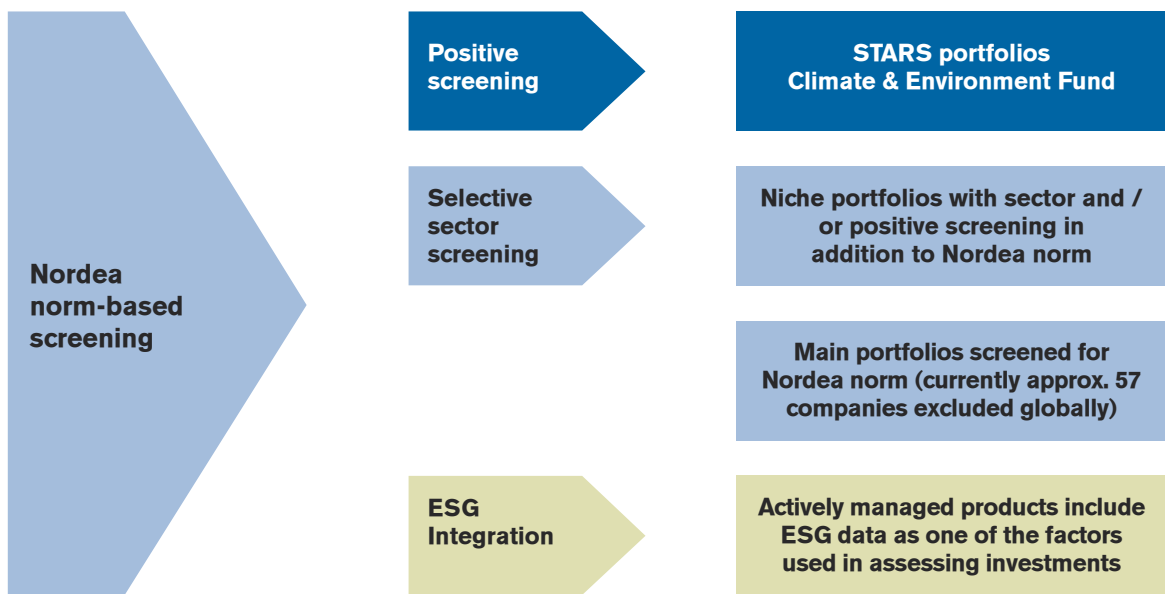 Nordea
norm-based
screening
Positive
screening
STARS portfolios
Climate & Environment Fund
Selective
sector
screening
Niche portfolios with sector and /
or positive screening in
addition to Nordea norm
Main portfolios screened for
Nordea norm (currently approx. 57
companies excluded globally)
ESG
Integration
Actively managed products include
ESG data as one of the factors
used in assessing investments